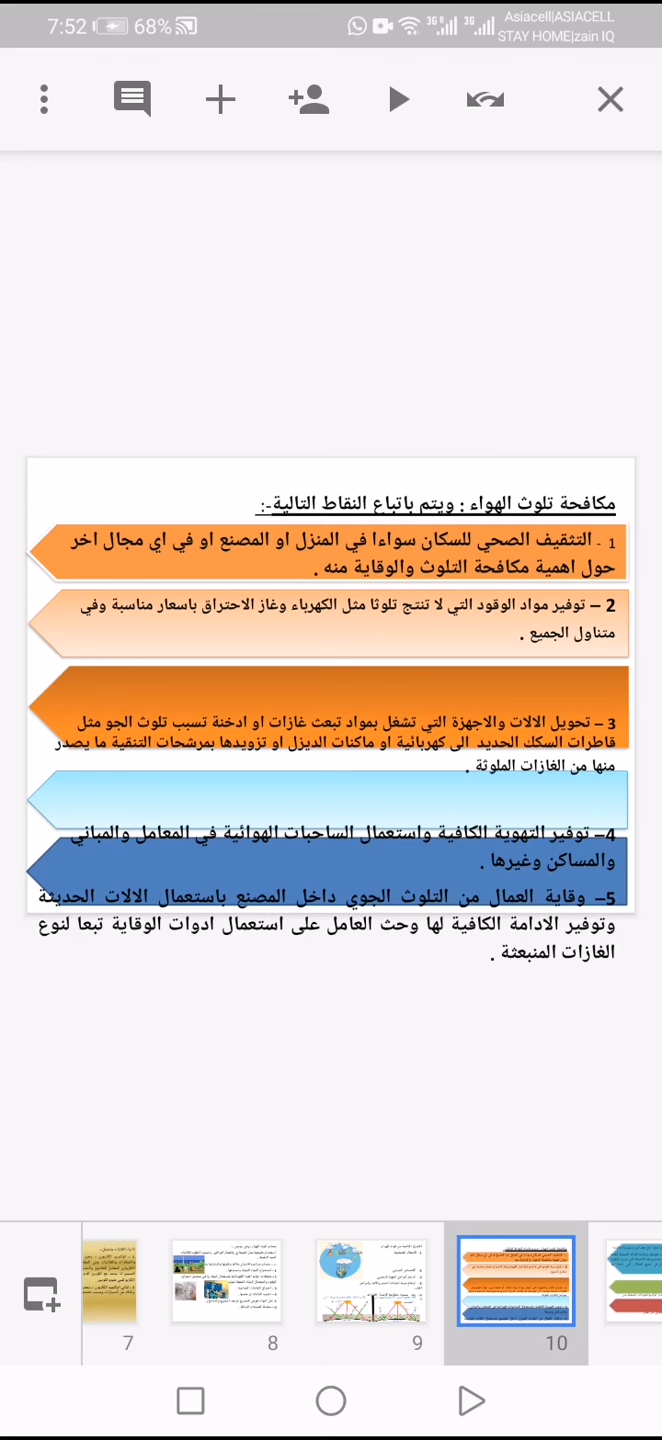 7:52
68%
3G R
3G
Asiacell|ASIACELL
STAY HOME|zain IQ
مكافحة تلوث الهواء : ويتم باتباع النقاط التالية:-
1 - التثقيف الصحي للسكان سواءا في المنزل او المصنع او في اي مجال اخر
حول اهمية مكافحة التلوث والوقاية منه .
2 – توفير مواد الوقود التي لا تنتج تلوثا مثل الكهرباء وغاز الاحتراق باسعار مناسبة وفي
متناول الجميع .
3 – تحويل الالات والاجهزة التي تشغل بمواد تبعث غازات او ادخنة تسبب تلوث الجو مثل
قاطرات السكك الحديد الى كهربائية او ماكنات الديزل او تزويدها بمرشحات التنقية ما يصدر
منها من الغازات الملوثة .
4– توفير التهوية الكافية واستعمال الساحبات الهوائية في المعامل والمباني
والمساكن وغيرها .
5– وقاية العمال من التلوث الجوي داخل المصنع باستعمال الالات الحديثة
وتوفير الادامة الكافية لها وحث العامل على استعمال ادوات الوقاية تبعا لنوع
الغازات المنبعثة .
7
8
9
10